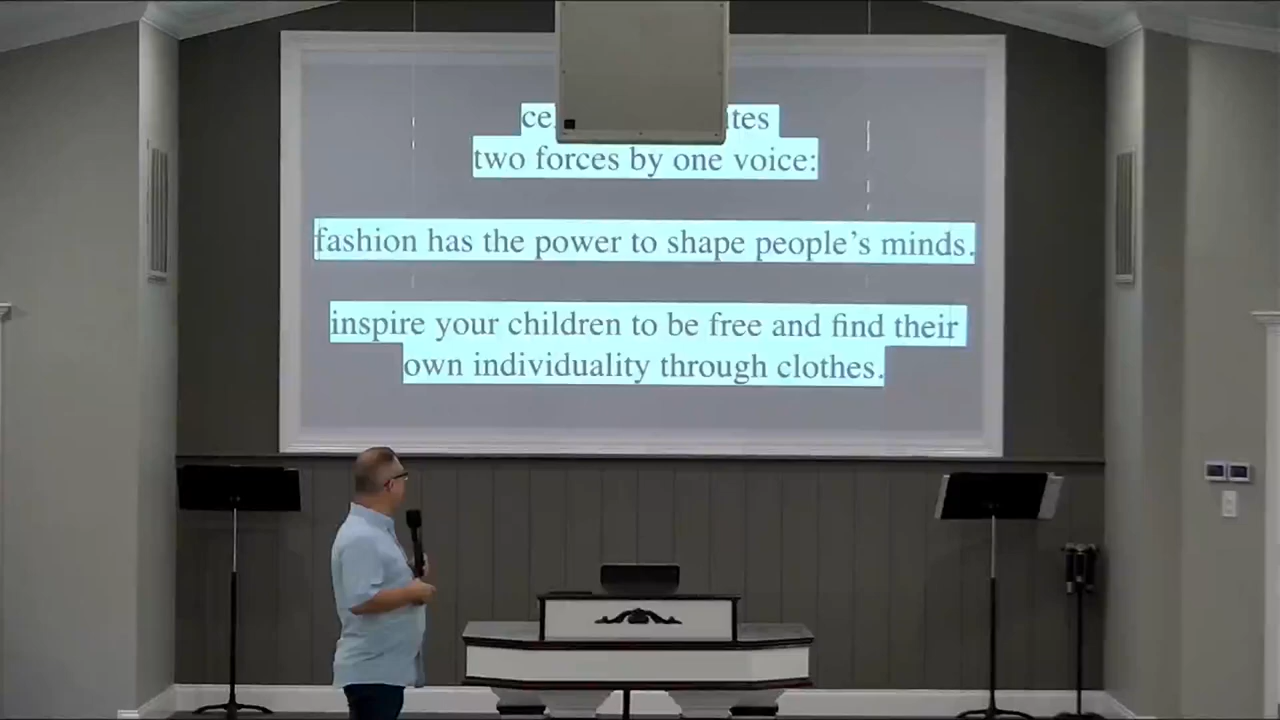 two forces by one voice:
fashion has the power to shape people's minds.
inspire your children to be free and find their
own individuality through clothes.